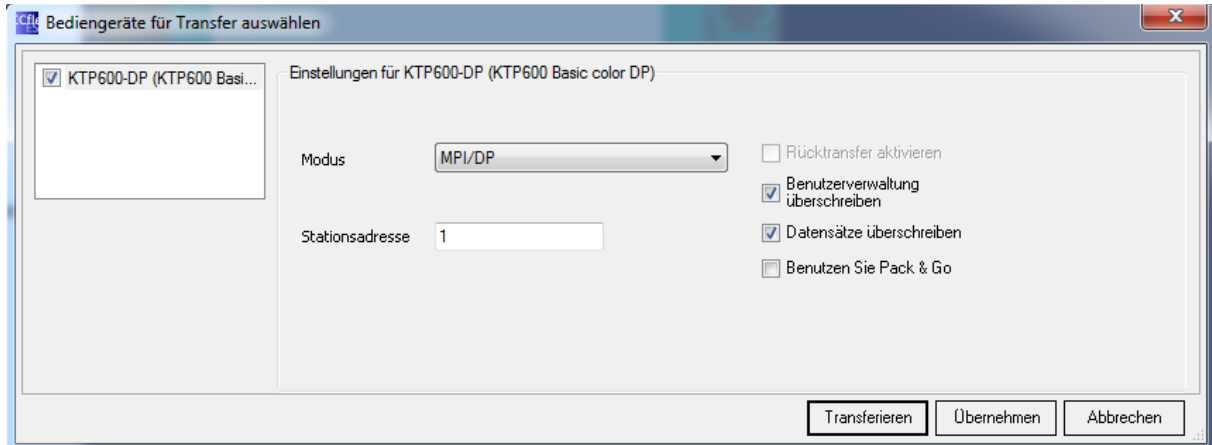 Bediengeräte für Transfer auswählen
KTP600-DP (KTP600 Basi...
Einstellungen für KTP600-DP (KTP600 Basic color DP)
Modus
MPI/DP
Rücktransfer aktivieren
Benutzerverwaltung
überschreiben
Stationsadresse
1
Datensätze überschreiben
Benutzen Sie Pack & Go
Transferieren
Übernehmen
Abbrechen